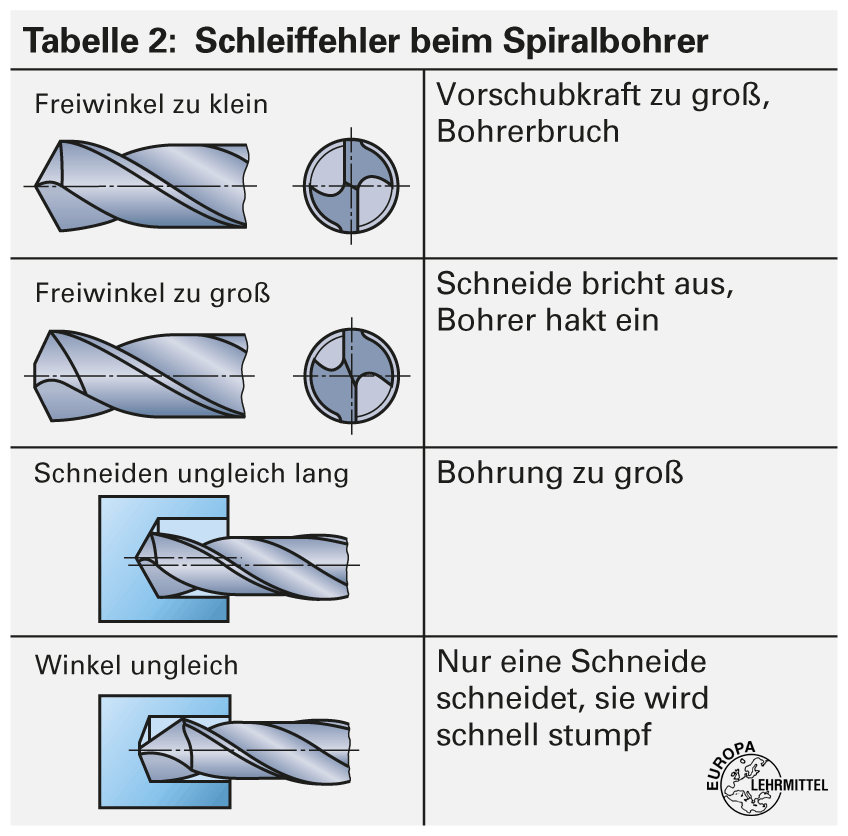 Tabelle 2: Schleiffehler beim Spiralbohrer
Freiwinkel zu klein
Vorschubkraft zu groß,
Bohrerbruch
Freiwinkel zu groß
Schneide bricht aus,
Bohrer hakt ein
Schneiden ungleich lang
Bohrung zu groß
Winkel ungleich
Nur eine Schneide
schneidet, sie wird
schnell stumpf
EUROPA
LEHRMITTEL